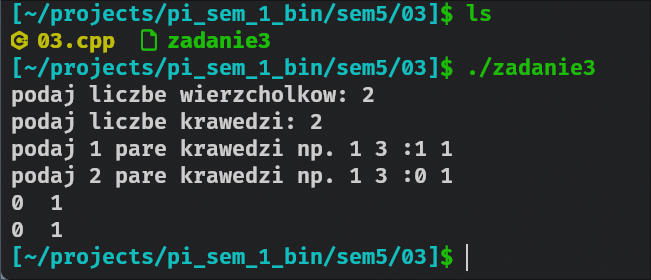 [~/projects/pi_sem_1_bin/sem5/03]$ ls
03.cpp  zadanie3
[~/projects/pi_sem_1_bin/sem5/03]$ ./zadanie3
podaj liczbe wierzcholkow: 2
podaj liczbe krawedzi: 2
podaj 1 pare krawedzi np. 1 3 :1 1
podaj 2 pare krawedzi np. 1 3 :0 1
0  1
0  1
[~/projects/pi_sem_1_bin/sem5/03]$